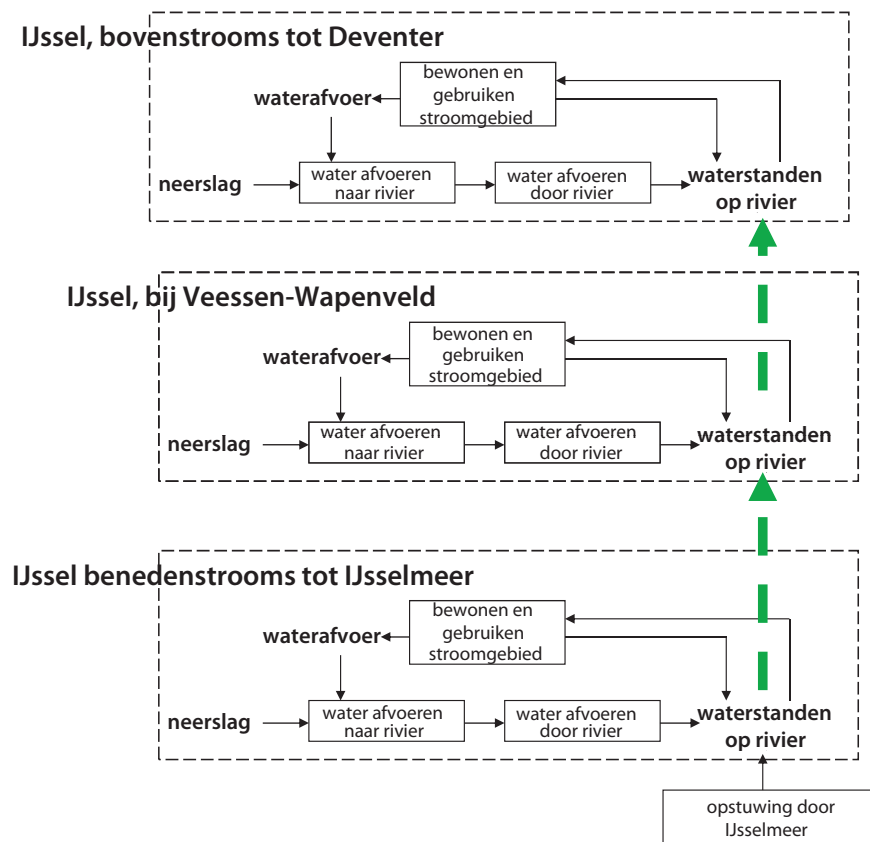 IJssel, bovenstrooms tot Deventer
bewonen en
gebruiken
stroomgebied
waterafvoer
neerslag
water afvoeren
naar rivier
water afvoeren
door rivier
waterstanden
op rivier
IJssel, bij Veessen-Wapenveld
bewonen en
gebruiken
stroomgebied
waterafvoer
neerslag
water afvoeren
naar rivier
water afvoeren
door rivier
waterstanden
op rivier
IJssel benedenstrooms tot IJsselmeer
bewonen en
gebruiken
stroomgebied
waterafvoer
neerslag
water afvoeren
naar rivier
water afvoeren
door rivier
waterstanden
op rivier
opstuwing door
IJsselmeer